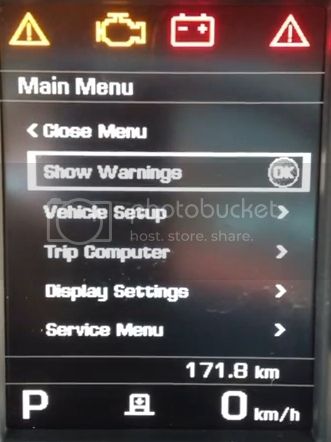 Main Menu
< Close Menu
Show Warnings OK
Vehicle Setup >
photobucket
host. store. share.
Trip Computer >
Display Settings >
Service Menu >
171.8 km
P 0 km/h